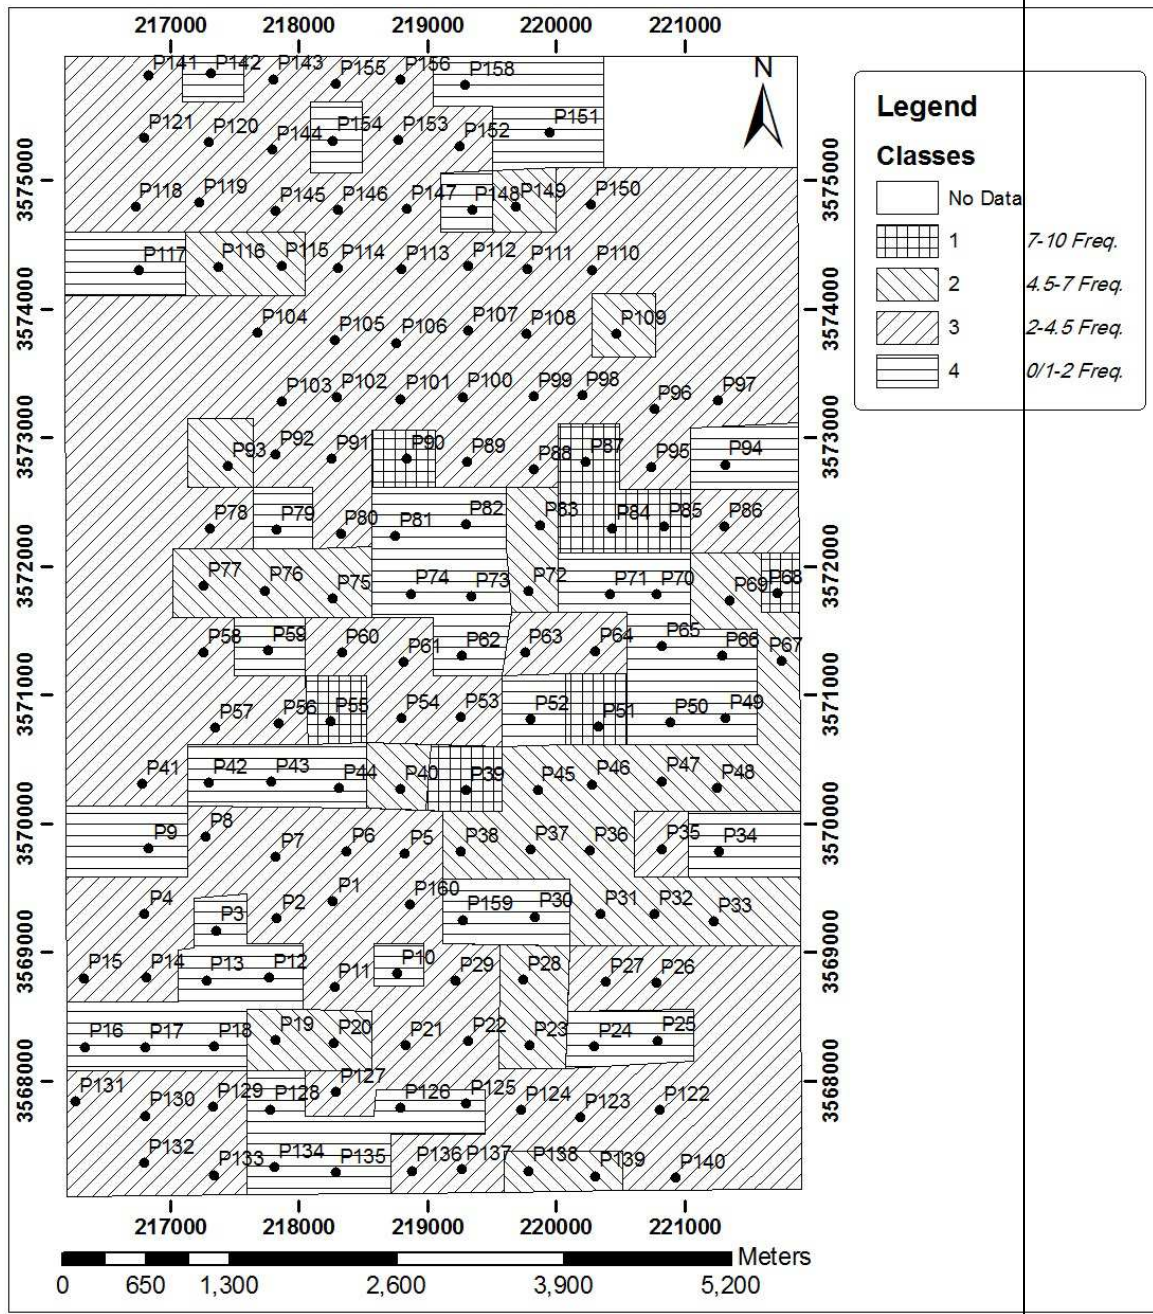 217000 218000 219000 220000 221000
P141 P142 P143 P155 P156 P158
N
P121 P120 P144 P154 P153 P152 P151
3575000 3575000
P118 P119 P145 P146 P147 P148 P149 P150
P117 P116 P115 P114 P113 P112 P111 P110
3574000 3574000
P104 P105 P106 P107 P108 P109
P103 P102 P101 P100 P99 P98 P96 P97
3573000 3573000
P93 P92 P91 P90 P89 P88 P87 P95 P94
P78 P79 P80 P81 P82 P83 P84 P85 P86
3572000 3572000
P77 P76 P75 P74 P73 P72 P71 P70 P69 P68
P58 P59 P60 P61 P62 P63 P64 P65 P66 P67
3571000 3571000
P57 P56 P55 P54 P53 P52 P51 P50 P49
P41 P42 P43 P44 P40 P39 P45 P46 P47 P48
3570000 3570000
P9 P8 P7 P6 P5 P38 P37 P36 P35 P34
P4 P3 P2 P1 P160 P159 P30 P31 P32 P33
3569000 3569000
P15 P14 P13 P12 P11 P10 P29 P28 P27 P26
P16 P17 P18 P19 P20 P21 P22 P23 P24 P25
3568000 3568000
P131 P130 P129 P128 P127 P126 P125 P124 P123 P122
P132 P133 P134 P135 P136 P137 P138 P139 P140
217000 218000 219000 220000 221000
Meters
0 650 1,300 2,600 3,900 5,200
Legend
Classes
No Data
1 7-10 Freq.
2 4.5-7 Freq.
3 2-4.5 Freq.
4 0/1-2 Freq.